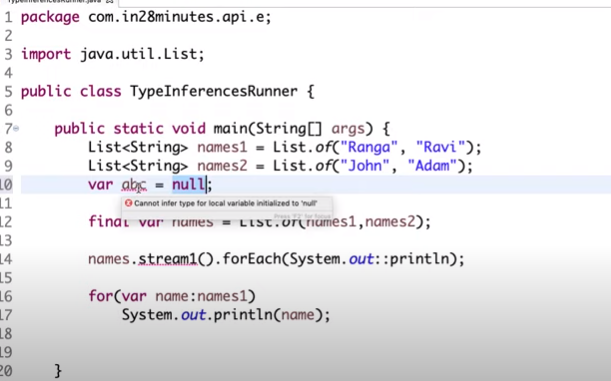 TypeInferencesRunner.java
1 package com.in28minutes.api.e;
2
3 import java.util.List;
4
5 public class TypeInferencesRunner {
6
7 public static void main(String[] args) {
8 List<String> names1 = List.of("Ranga", "Ravi");
9 List<String> names2 = List.of("John", "Adam");
10 var abc = null;
11
Cannot infer type for local variable initialized to 'null'
Press 'F2' for focus
12 final var names = List.of(names1,names2);
13
14 names.stream1().forEach(System.out::println);
15
16 for(var name:names1)
17 System.out.println(name);
18
19
20 }